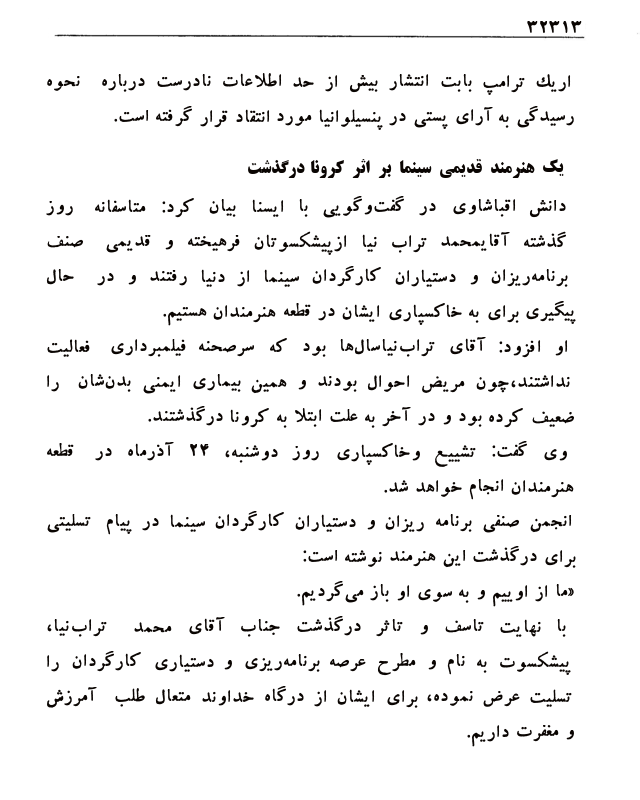 ۳۲۳۱۳
اریك ترامپ بابت انتشار بیش از حد اطلاعات نادرست درباره نحوه
رسیدگی به آرای پستی در پنسیلوانیا مورد انتقاد قرار گرفته است.
یک هنرمند قدیمی سینما بر اثر کرونا درگذشت
دانش اقباشاوی در گفت‌وگویی با ایسنا بیان کرد: متاسفانه روز
گذشته آقایمحمد تراب نیا ازپیشکسوتان فرهیخته و قدیمی صنف
برنامه‌ریزان و دستیاران کارگردان سینما از دنیا رفتند و در حال
پیگیری برای به خاکسپاری ایشان در قطعه هنرمندان هستیم.
او افزود: آقای تراب‌نیاسال‌ها بود که سرصحنه فیلمبرداری فعالیت
نداشتند،چون مریض احوال بودند و همین بیماری ایمنی بدن‌شان را
ضعیف کرده بود و در آخر به علت ابتلا به کرونا درگذشتند.
وی گفت: تشییع وخاکسپاری روز دوشنبه، ۲۴ آذرماه در قطعه
هنرمندان انجام خواهد شد.
انجمن صنفی برنامه ریزان و دستیاران کارگردان سینما در پیام تسلیتی
برای درگذشت این هنرمند نوشته است:
«ما از اوییم و به سوی او باز می‌گردیم.
با نهایت تاسف و تاثر درگذشت جناب آقای محمد تراب‌نیا،
پیشکسوت به نام و مطرح عرصه برنامه‌ریزی و دستیاری کارگردان را
تسلیت عرض نموده، برای ایشان از درگاه خداوند متعال طلب آمرزش
و مغفرت داریم.